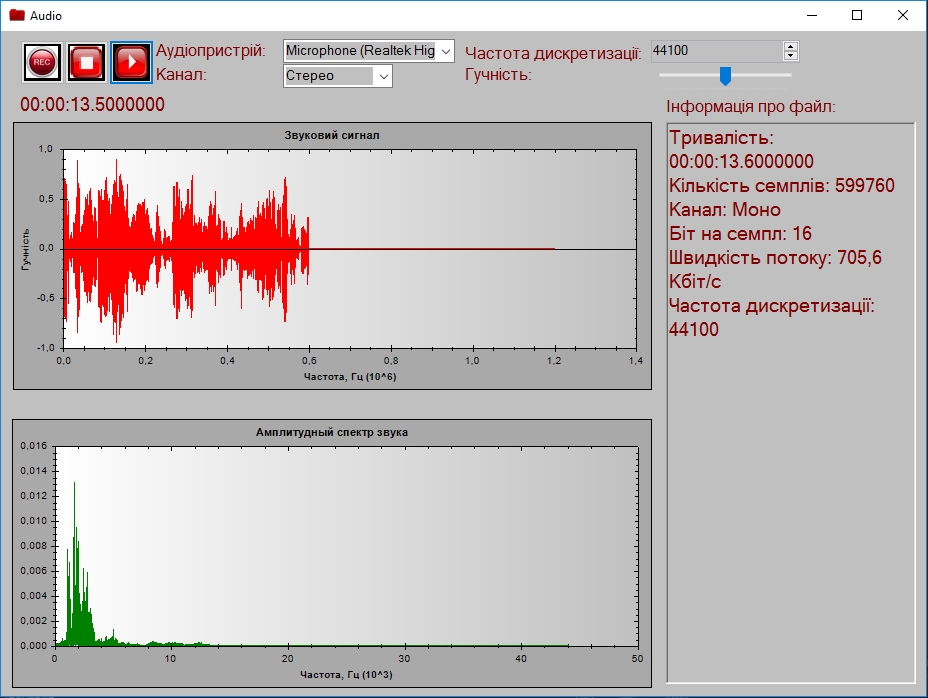 Audio
REC
Аудіопристрій:
Microphone (Realtek Hig
Частота дискретизації:
44100
Канал:
Стерео
Гучність:
00:00:13.5000000
Інформація про файл:
Звуковий сигнал
1,0
0,5
0,0
-0,5
-1,0
Гучність
0,0 0,2 0,4 0,6 0,8 1,0 1,2 1,4
Частота, Гц (10^6)
Тривалість:
00:00:13.6000000
Кількість семплів: 599760
Канал: Моно
Біт на семпл: 16
Швидкість потоку: 705,6
Кбіт/с
Частота дискретизації:
44100
Амплитудный спектр звука
0,016
0,014
0,012
0,010
0,008
0,006
0,004
0,002
0,000
0 10 20 30 40 50
Частота, Гц (10^3)